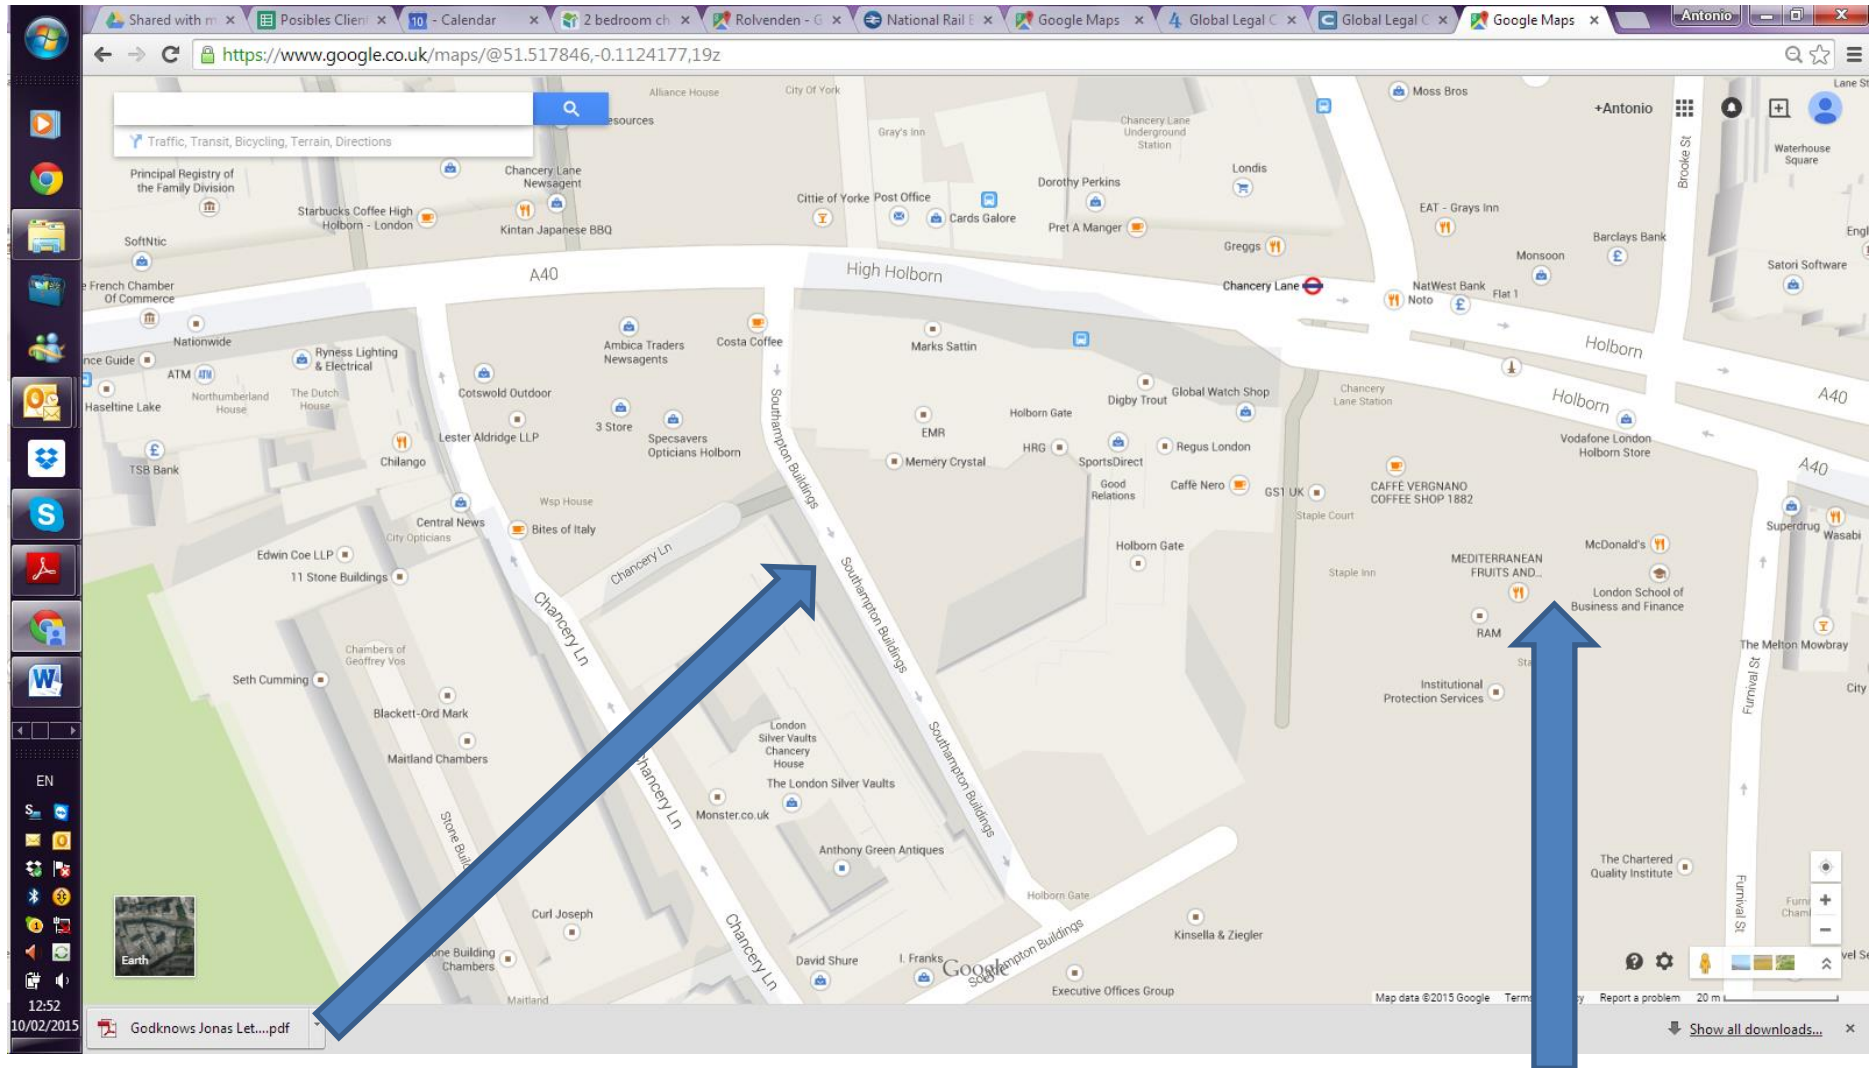 Shared with m
Posibles Client
10 - Calendar
2 bedroom ch
Rolvenden - G
National Rail E
Google Maps
Global Legal C
Global Legal C
Google Maps
Antonio
https://www.google.co.uk/maps/@51.517846,-0.1124177,19z
Traffic, Transit, Bicycling, Terrain, Directions
+Antonio
Alliance House
City Of York
esources
Gray's Inn
Chancery Lane
Underground
Station
Moss Bros
Lane St
Brooke St
Waterhouse
Square
Principal Registry of
the Family Division
Chancery Lane
Newsagent
Starbucks Coffee High
Holborn - London
Kintan Japanese BBQ
Cittie of Yorke
Post Office
Cards Galore
Dorothy Perkins
Pret A Manger
Londis
Greggs
EAT - Grays Inn
Barclays Bank
Monsoon
Satori Software
Engl
SoftNtic
e French Chamber
Of Commerce
A40
High Holborn
Chancery Lane
Noto
NatWest Bank
Flat 1
Holborn
A40
Nationwide
nce Guide
ATM
ATM
Ryness Lighting
& Electrical
Haseltine Lake
Northumberland
House
The Dutch
House
Cotswold Outdoor
Lester Aldridge LLP
Ambica Traders
Newsagents
Costa Coffee
3 Store
Specsavers
Opticians Holborn
Marks Sattin
EMR
Memery Crystal
Holborn Gate
Digby Trout
Global Watch Shop
HRG
SportsDirect
Regus London
Good
Relations
Caffè Nero
GS1 UK
Chancery
Lane Station
Holborn
Vodafone London
Holborn Store
A40
CAFFÈ VERGNANO
COFFEE SHOP 1882
Staple Court
Superdrug
Wasabi
TSB Bank
Chilango
Wsp House
Central News
City Opticians
Bites of Italy
Edwin Coe LLP
11 Stone Buildings
Chancery Ln
Southampton Buildings
Southampton Buildings
Holborn Gate
Staple Inn
MEDITERRANEAN
FRUITS AND...
McDonald's
London School of
Business and Finance
RAM
The Melton Mowbray
Chancery Ln
Chambers of
Geoffrey Vos
Seth Cumming
Blackett-Ord Mark
Maitland Chambers
London
Silver Vaults
Chancery
House
The London Silver Vaults
Monster.co.uk
Chancery Ln
Southampton Buildings
Institutional
Protection Services
Furnival St
City
Anthony Green Antiques
The Chartered
Quality Institute
Furnival St
Curl Joseph
Chambers
Chancery Ln
David Shure
I. Franks
Google
Holborn Gate
Kinsella & Ziegler
Executive Offices Group
Maitland
Earth
Map data ©2015 Google
Report a problem
20 m
EN
12:52
10/02/2015
Godknows Jonas Let....pdf
Show all downloads...